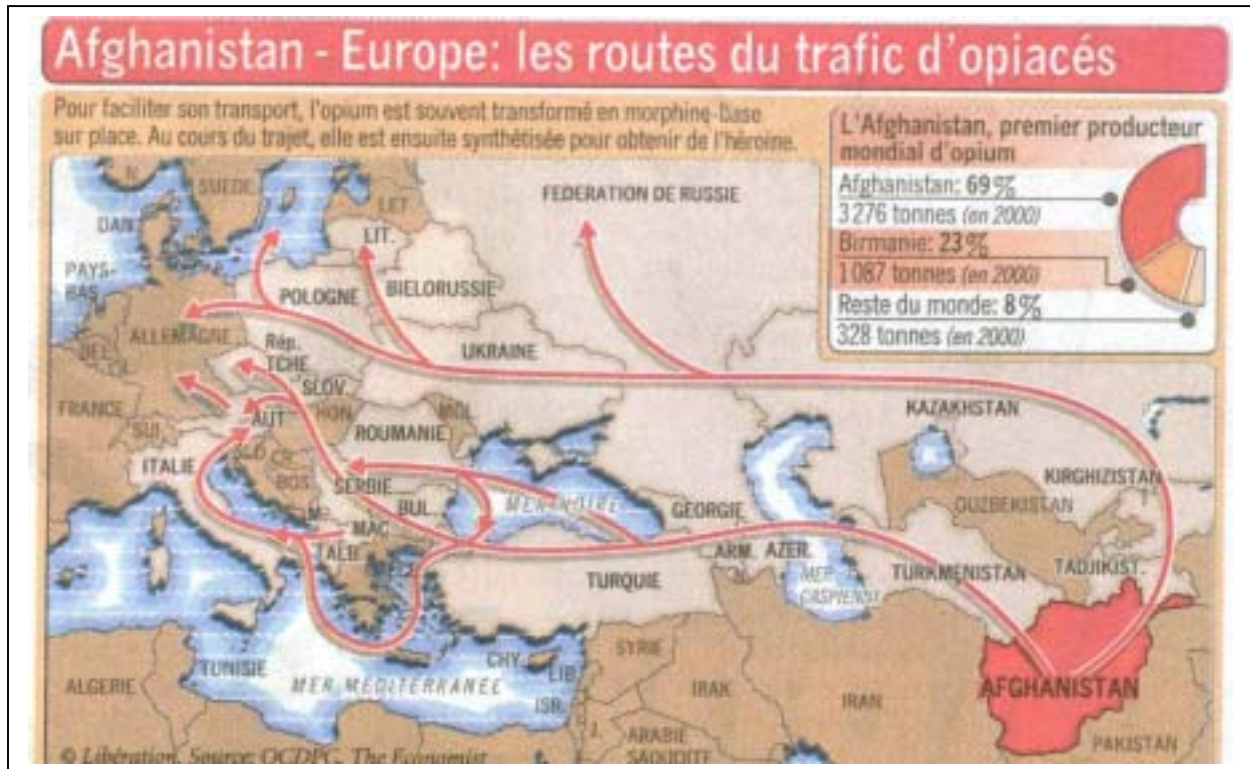 Afghanistan - Europe: les routes du trafic d'opiacés
Pour faciliter son transport, l'opium est souvent transformé en morphine-base
sur place. Au cours du trajet, elle est ensuite synthétisée pour obtenir de l'héroïne.
L'Afghanistan, premier producteur
mondial d'opium
Afghanistan: 69%
3 276 tonnes (en 2000)
Birmanie: 23%
1 087 tonnes (en 2000)
Reste du monde: 8%
328 tonnes (en 2000)
N.
SUEDE
FEDERATION DE RUSSIE
LET.
DAN.
LIT.
PAYS-
BAS
POLOGNE
BIELORUSSIE
ALLEMAGNE
Rép.
TCHE
UKRAINE
BEL.
SLOV.
FRANCE
AUT
HON
MOL.
KAZAKHSTAN
SUI
ROUMANIE
ITALIE
CR.
BOS.
SERBIE
KIRGHIZISTAN
OUZBEKISTAN
BUL.
MER NOIRE
GEORGIE
MAC
ALB.
ARM.
AZER.
TURQUIE
MER
CASPIENNE
TURKMENISTAN
TADJIKIST.
TUNISIE
CHY.
SYRIE
LIB.
ALGERIE
MER MÉDITERRANÉE
ISR.
IRAK
IRAN
AFGHANISTAN
J.
ARABIE
SAOUDITE
PAKISTAN
© Libération. Source: OCDPC, The Economist